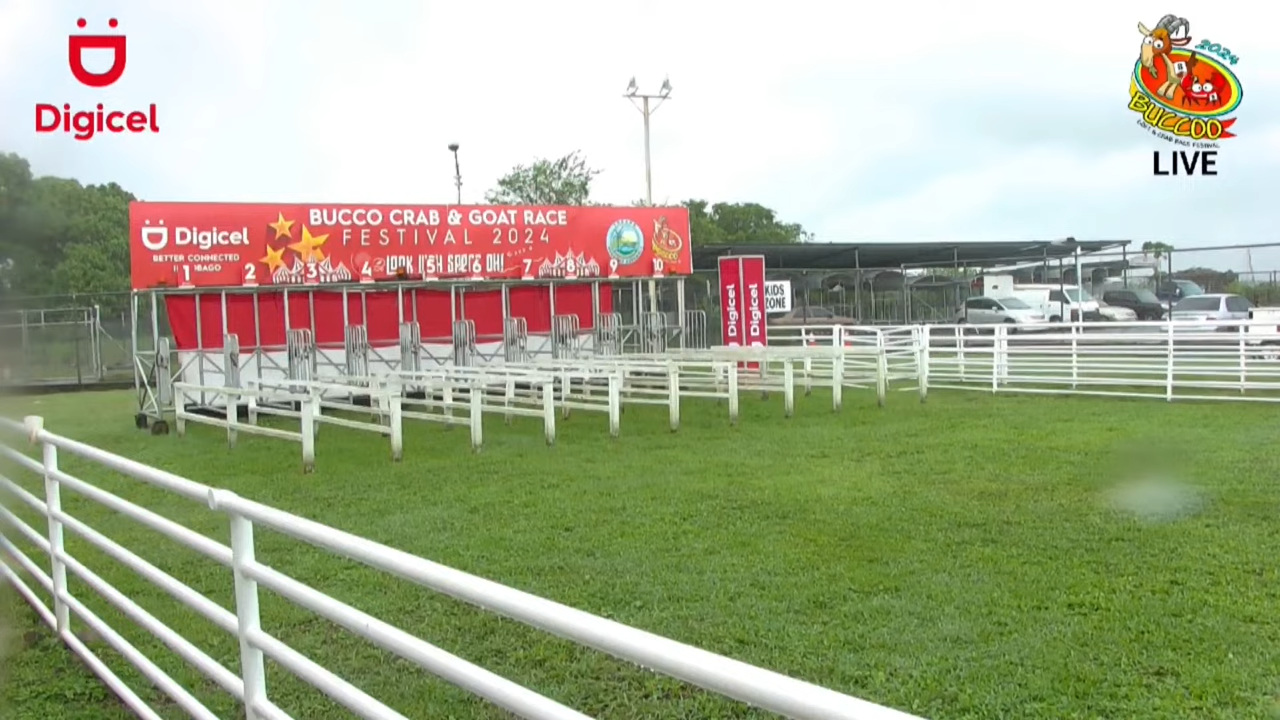 Digicel
2024
BUCCOO
LIVE
Digicel
BETTER CONNECTED
BUCCO CRAB & GOAT RACE
FESTIVAL 2024
1 2 3 4 5 6 7 8 9 10
Digicel
Digicel
KIDS
ZONE